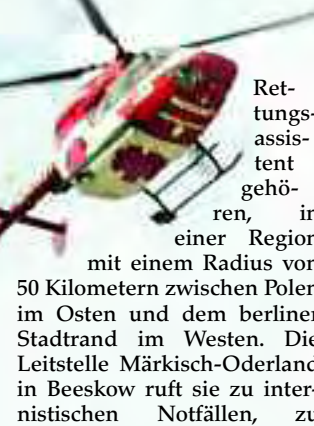 Ret-
tungs-
assis-
tent
gehö-
ren, in
einer Region
mit einem Radius von
50 Kilometern zwischen Polen
im Osten und dem berliner
Stadtrand im Westen. Die
Leitstelle Märkisch-Oderland
in Beeskow ruft sie zu inter-
nistischen Notfällen, zu